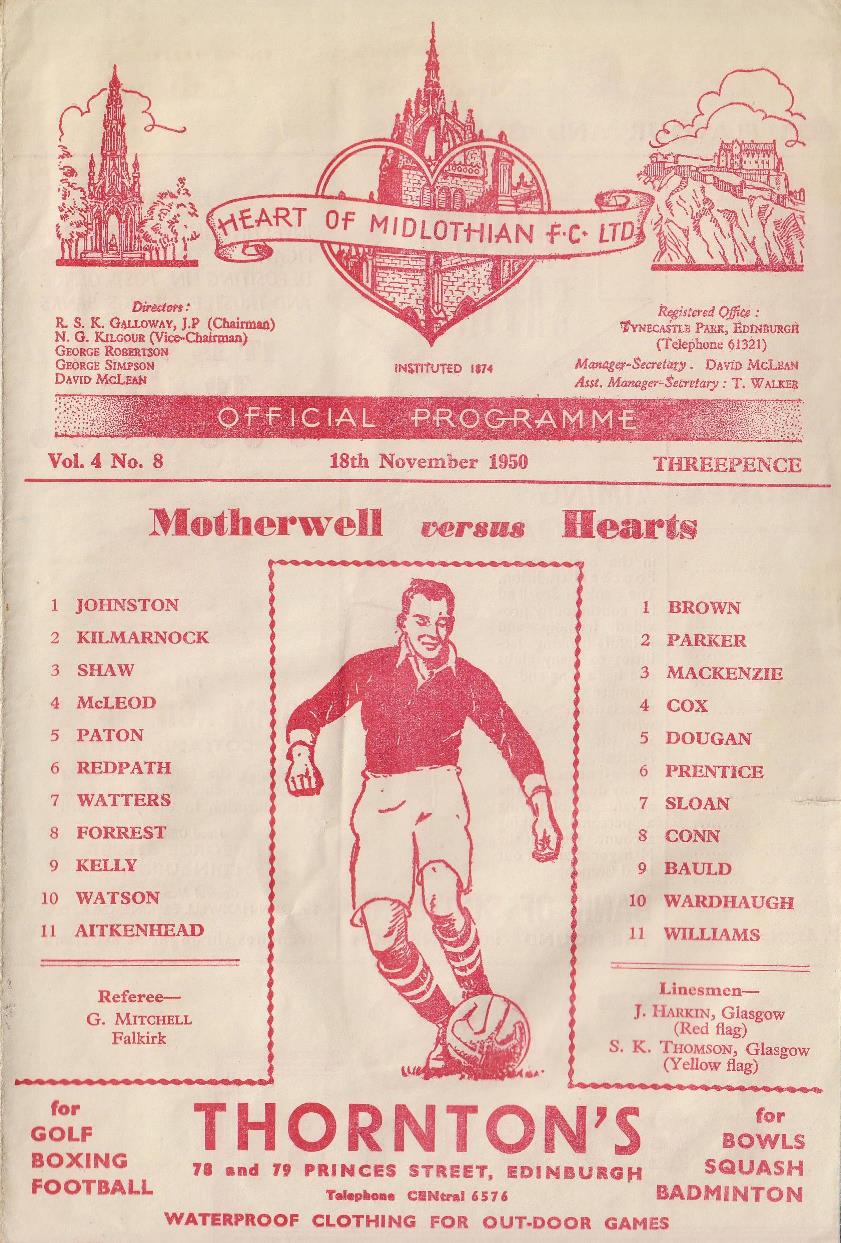 HEART OF MIDLOTHIAN F.C. LTD
Directors:
R. S. K. GALLOWAY, J.P (Chairman)
N. G. KILGOUR (Vice-Chairman)
GEORGE ROBERTSON
GEORGE SIMPSON
DAVID McLEAN
INSTITUTED 1874
Registered Office :
TYNECASTLE PARK, EDINBURGH
(Telephone 61321)
Manager-Secretary . DAVID McLEAN
Asst. Manager-Secretary : T. WALKER
OFFICIAL PROGRAMME
Vol. 4 No. 8 18th November 1950 THREEPENCE
Motherwell versus Hearts
1 JOHNSTON
2 KILMARNOCK
3 SHAW
4 McLEOD
5 PATON
6 REDPATH
7 WATTERS
8 FORREST
9 KELLY
10 WATSON
11 AITKENHEAD
Referee—
G. MITCHELL
Falkirk
1 BROWN
2 PARKER
3 MACKENZIE
4 COX
5 DOUGAN
6 PRENTICE
7 SLOAN
8 CONN
9 BAULD
10 WARDHAUGH
11 WILLIAMS
Linesmen—
J. HARKIN, Glasgow
(Red flag)
S. K. THOMSON, Glasgow
(Yellow flag)
for
GOLF
BOXING
FOOTBALL
THORNTON'S
78 and 79 PRINCES STREET, EDINBURGH
Telephone CENtral 6576
for
BOWLS
SQUASH
BADMINTON
WATERPROOF CLOTHING FOR OUT-DOOR GAMES